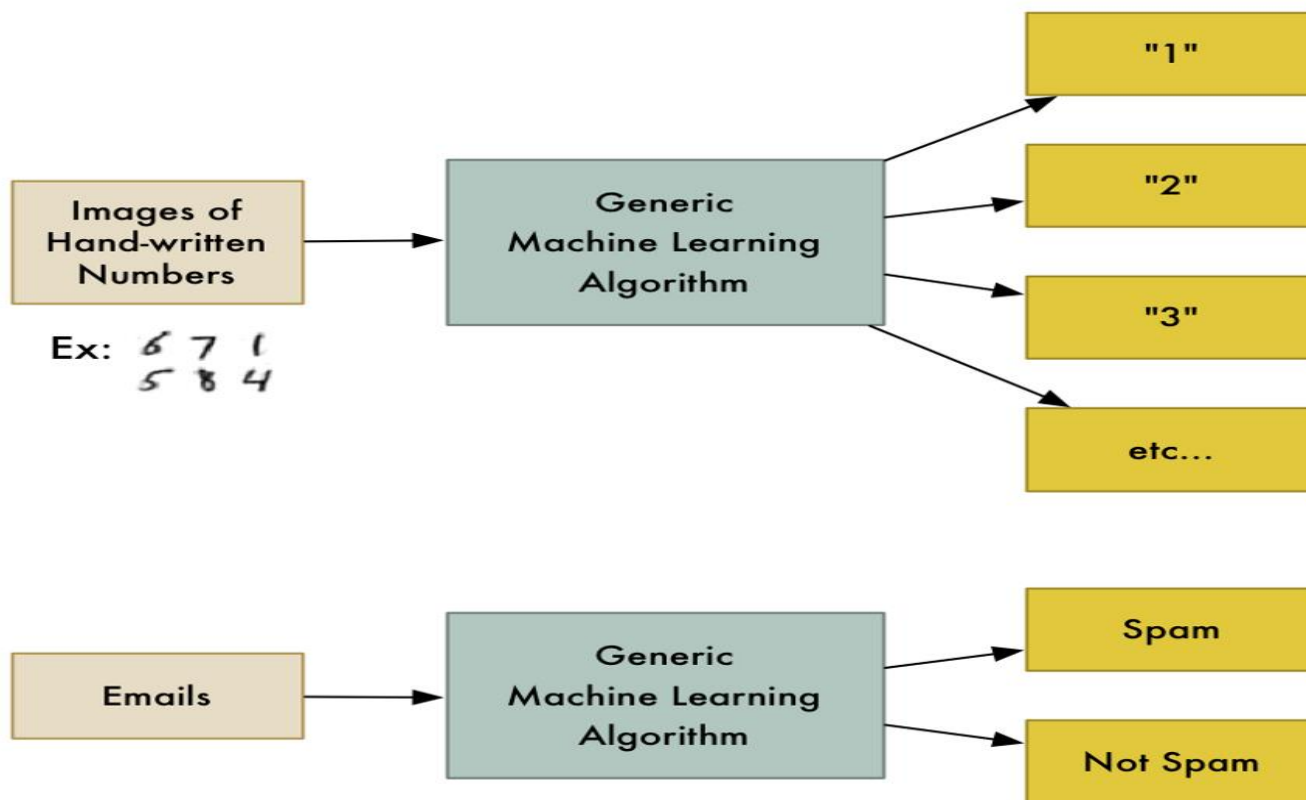 Images of
Hand-written
Numbers
Ex: 6 7 1
5 8 4
Generic
Machine Learning
Algorithm
"1"
"2"
"3"
etc...
Emails
Generic
Machine Learning
Algorithm
Spam
Not Spam